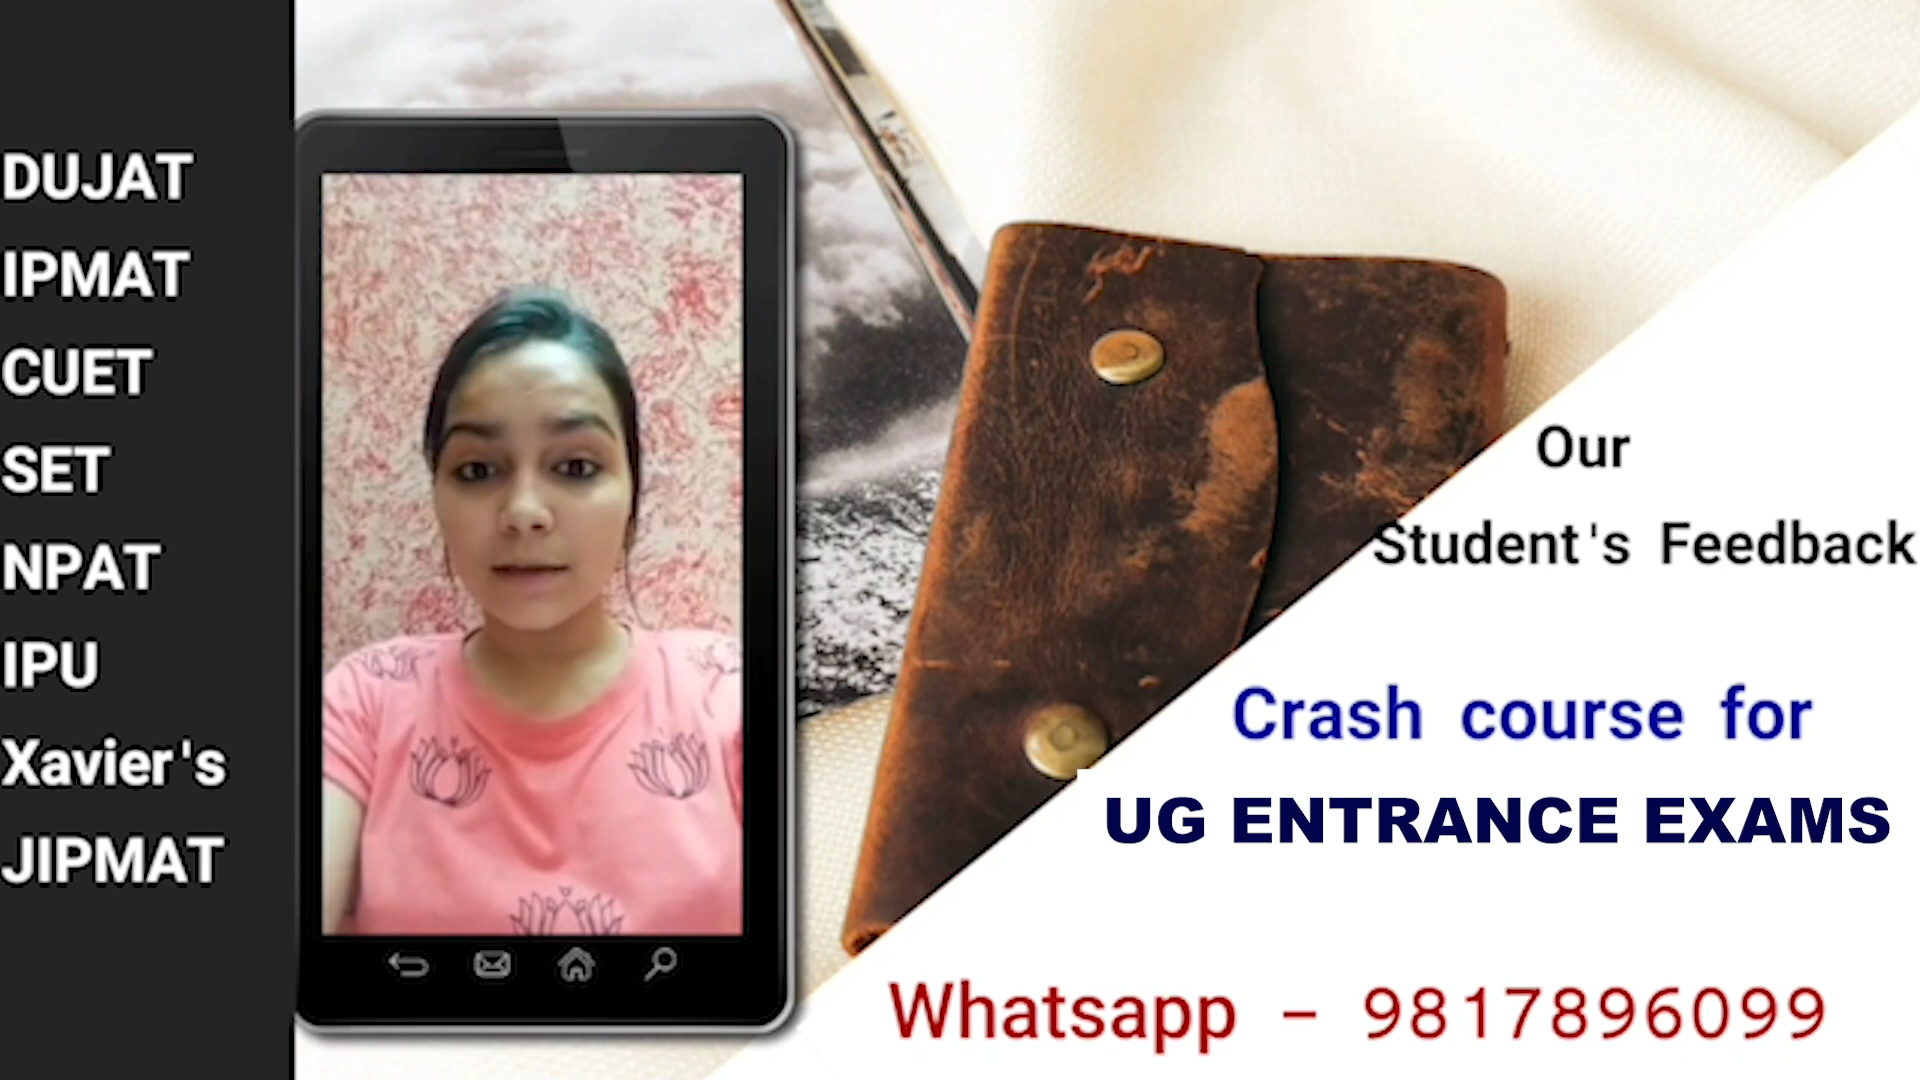 DUJAT
IPMAT
CUET
SET
NPAT
IPU
Xavier's
JIPMAT
Our
Student's Feedback
Crash course for
UG ENTRANCE EXAMS
Whatsapp - 9817896099